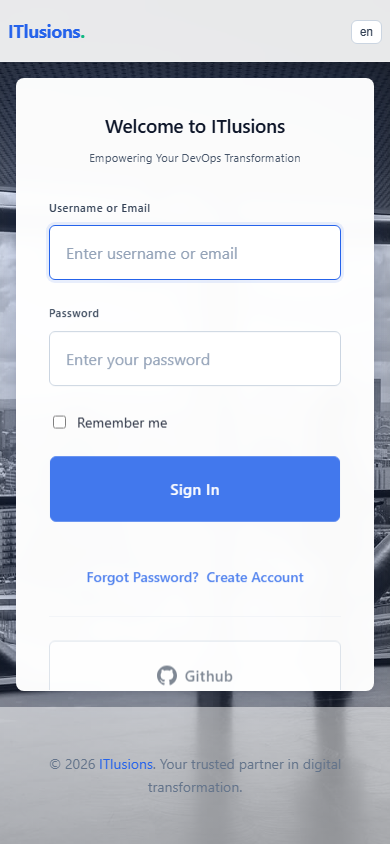 ITlusions.
en
Welcome to ITlusions
Empowering Your DevOps Transformation
Username or Email
Enter username or email
Password
Enter your password
Remember me
Sign In
Forgot Password? Create Account
Github
© 2026 ITlusions. Your trusted partner in digital
transformation.